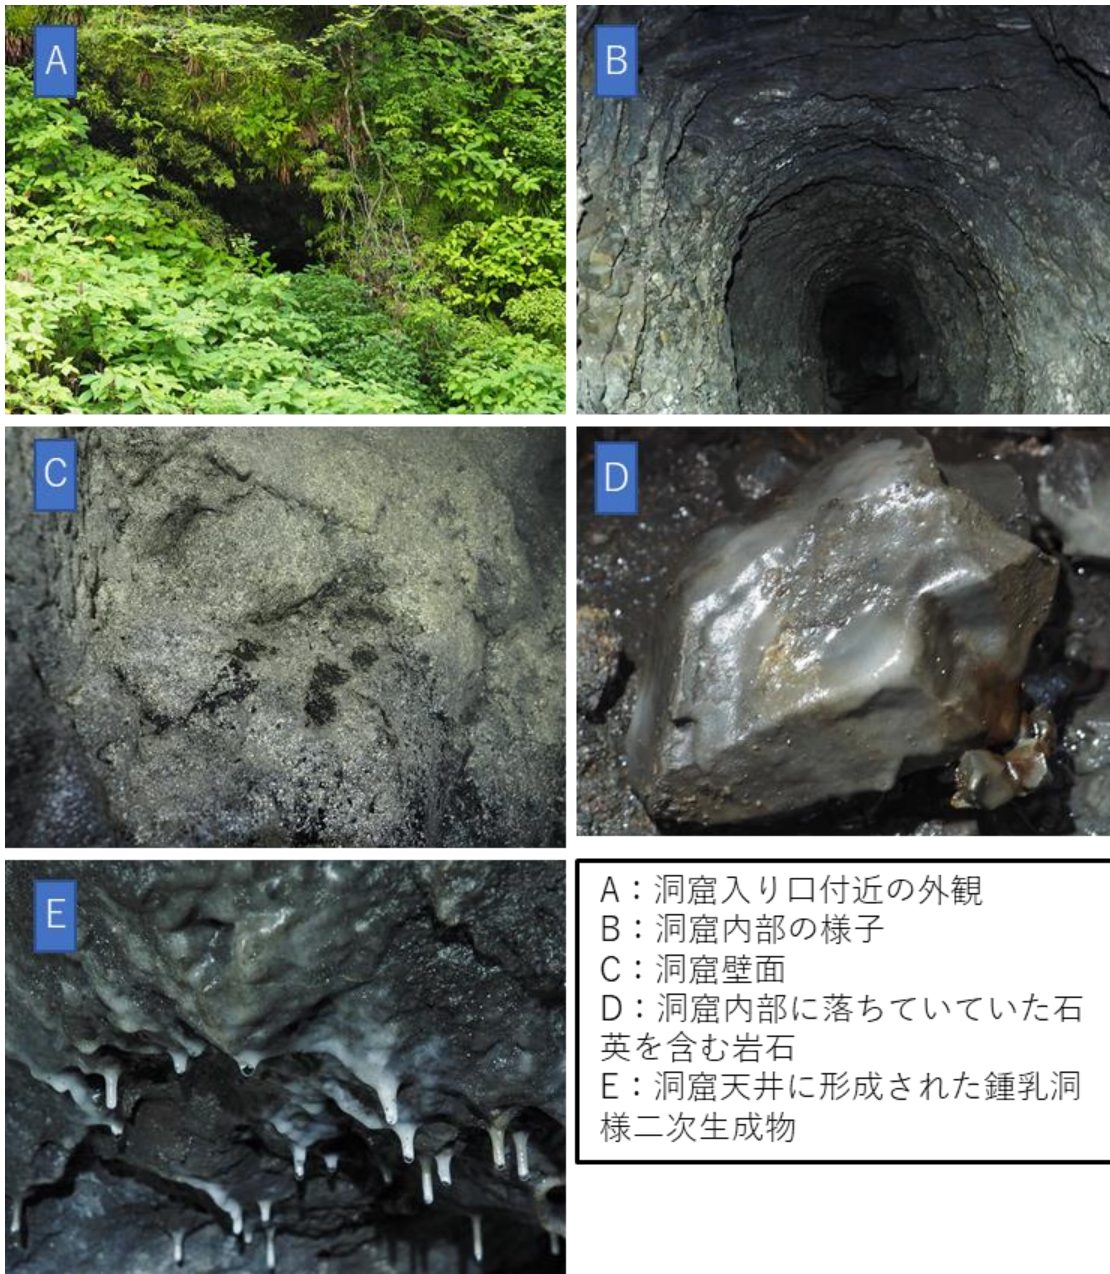 A
B
C
D
E
A：洞窟入り口付近の外観
B：洞窟内部の様子
C：洞窟壁面
D：洞窟内部に落ちていていた石
英を含む岩石
E：洞窟天井に形成された鍾乳洞
様二次生成物